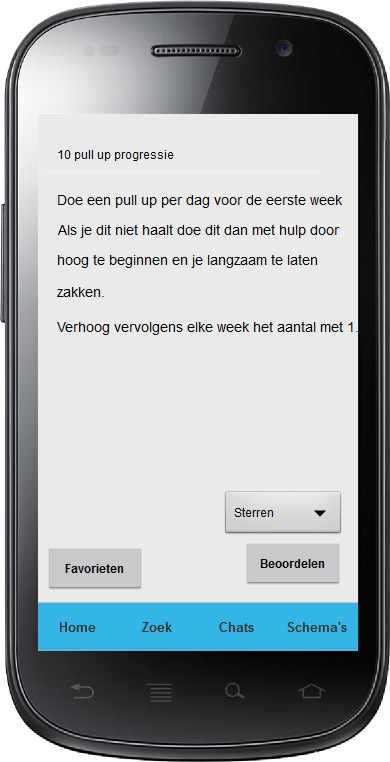 10 pull up progressie
Doe een pull up per dag voor de eerste week
Als je dit niet haalt doe dit dan met hulp door
hoog te beginnen en je langzaam te laten
zakken.
Verhoog vervolgens elke week het aantal met 1.
Sterren
Favorieten
Beoordelen
Home Zoek Chats Schema's